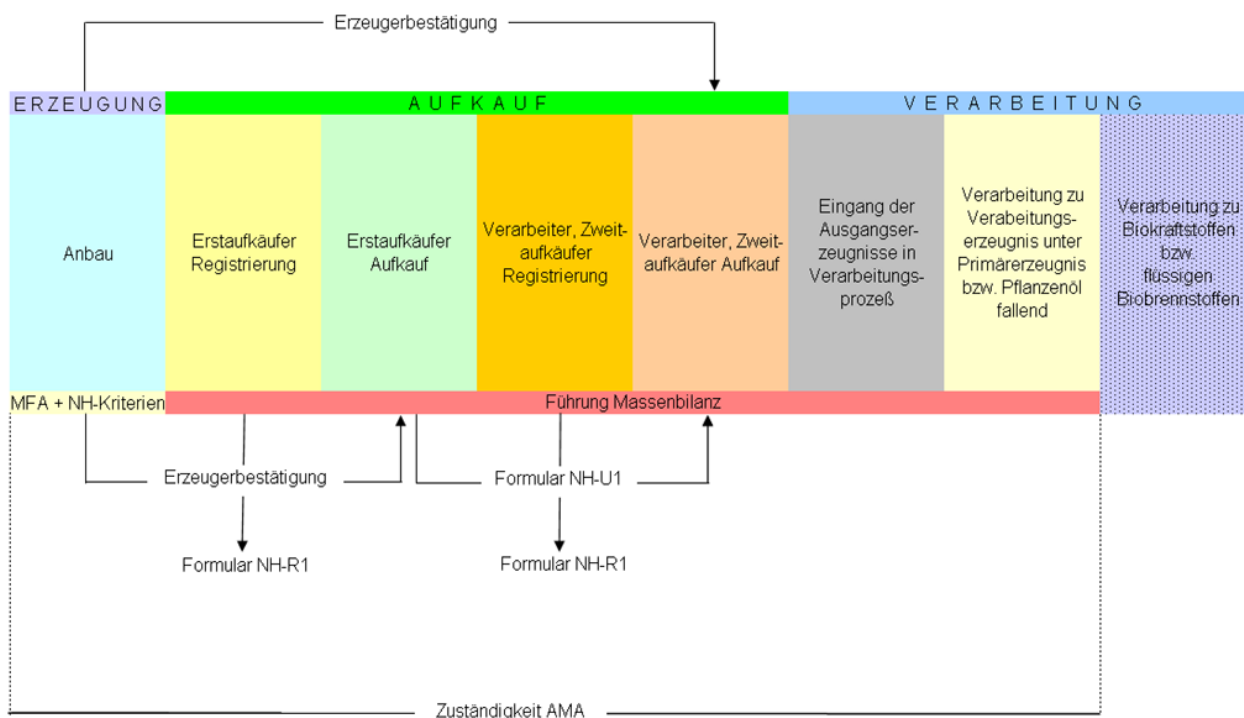 Erzeugerbestätigung
ERZEUGUNG
AUFKAUF
VERARBEITUNG
Anbau
Erstaufkäufer
Registrierung
Erstaufkäufer
Aufkauf
Verarbeiter, Zweit-
aufkäufer
Registrierung
Verarbeiter, Zweit-
aufkäufer Aufkauf
Eingang der
Ausgangser-
zeugnisse in
Verarbeitungs-
prozeß
Verarbeitung zu
Verabeitungs-
erzeugnis unter
Primärerzeugnis
bzw. Pflanzenöl
fallend
Verarbeitung zu
Biokraftstoffen
bzw.
flüssigen
Biobrennstoffen
MFA + NH-Kriterien
Führung Massenbilanz
Erzeugerbestätigung
Formular NH-U1
Formular NH-R1
Formular NH-R1
Zuständigkeit AMA